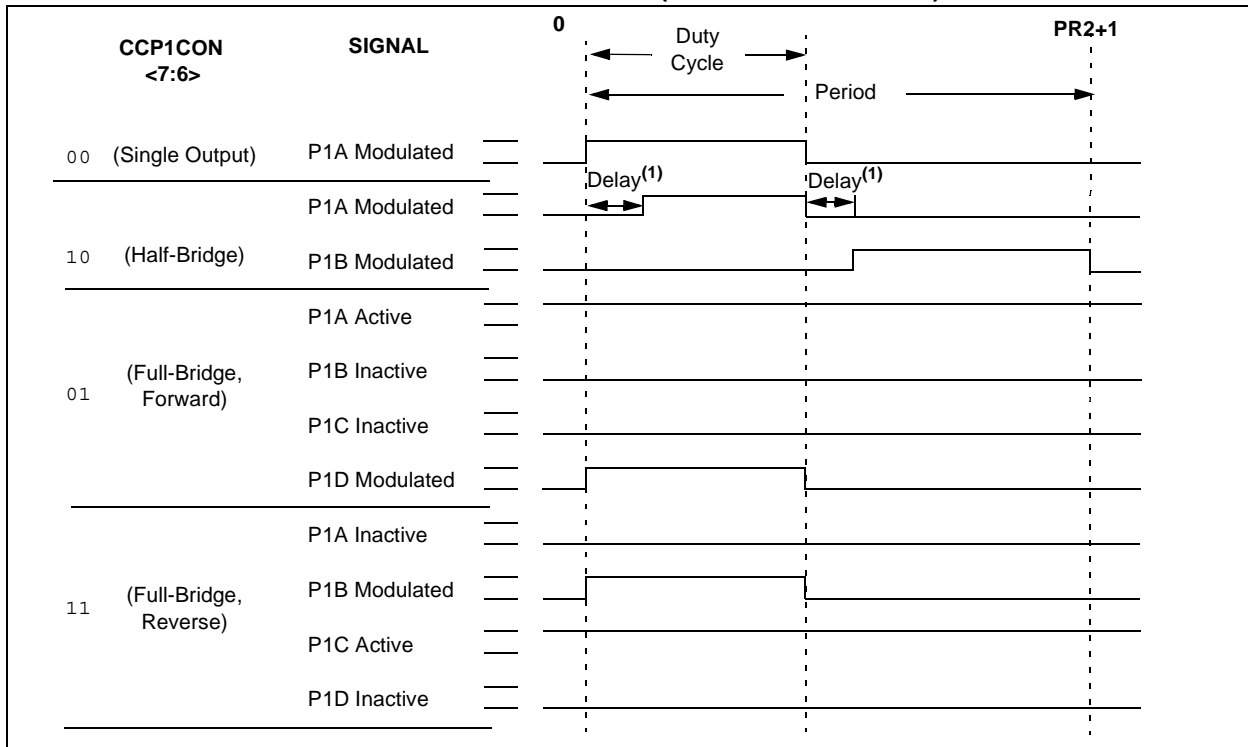 CCP1CON
<7:6>
SIGNAL
0
Duty
Cycle
PR2+1
Period
00
(Single Output)
P1A Modulated
Delay(1)
Delay(1)
P1A Modulated
10
(Half-Bridge)
P1B Modulated
P1A Active
01
(Full-Bridge,
Forward)
P1B Inactive
P1C Inactive
P1D Modulated
P1A Inactive
11
(Full-Bridge,
Reverse)
P1B Modulated
P1C Active
P1D Inactive